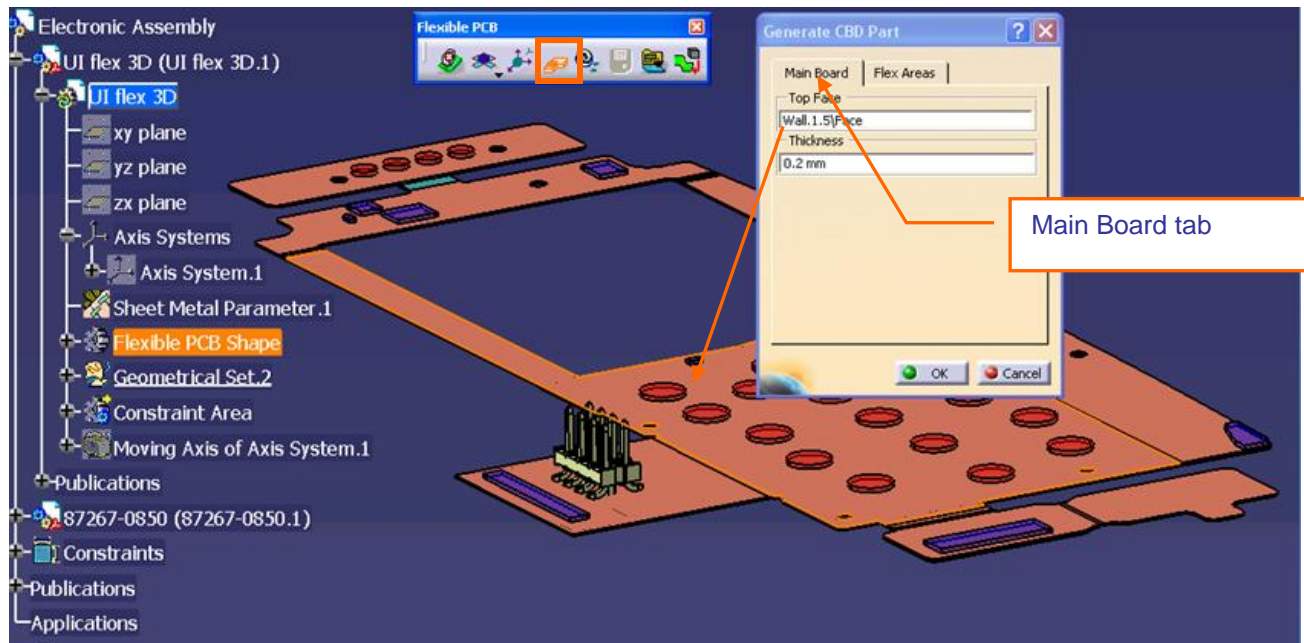 Electronic Assembly
UI flex 3D (UI flex 3D.1)
UI flex 3D
xy plane
yz plane
zx plane
Axis Systems
Axis System.1
Sheet Metal Parameter.1
Flexible PCB Shape
Geometrical Set.2
Constraint Area
Moving Axis of Axis System.1
Publications
87267-0850 (87267-0850.1)
Constraints
Publications
Applications
Flexible PCB
Generate CBD Part
Main Board
Flex Areas
Top Face
Wall.1.5\Face
Thickness
0.2 mm
OK
Cancel
Main Board tab